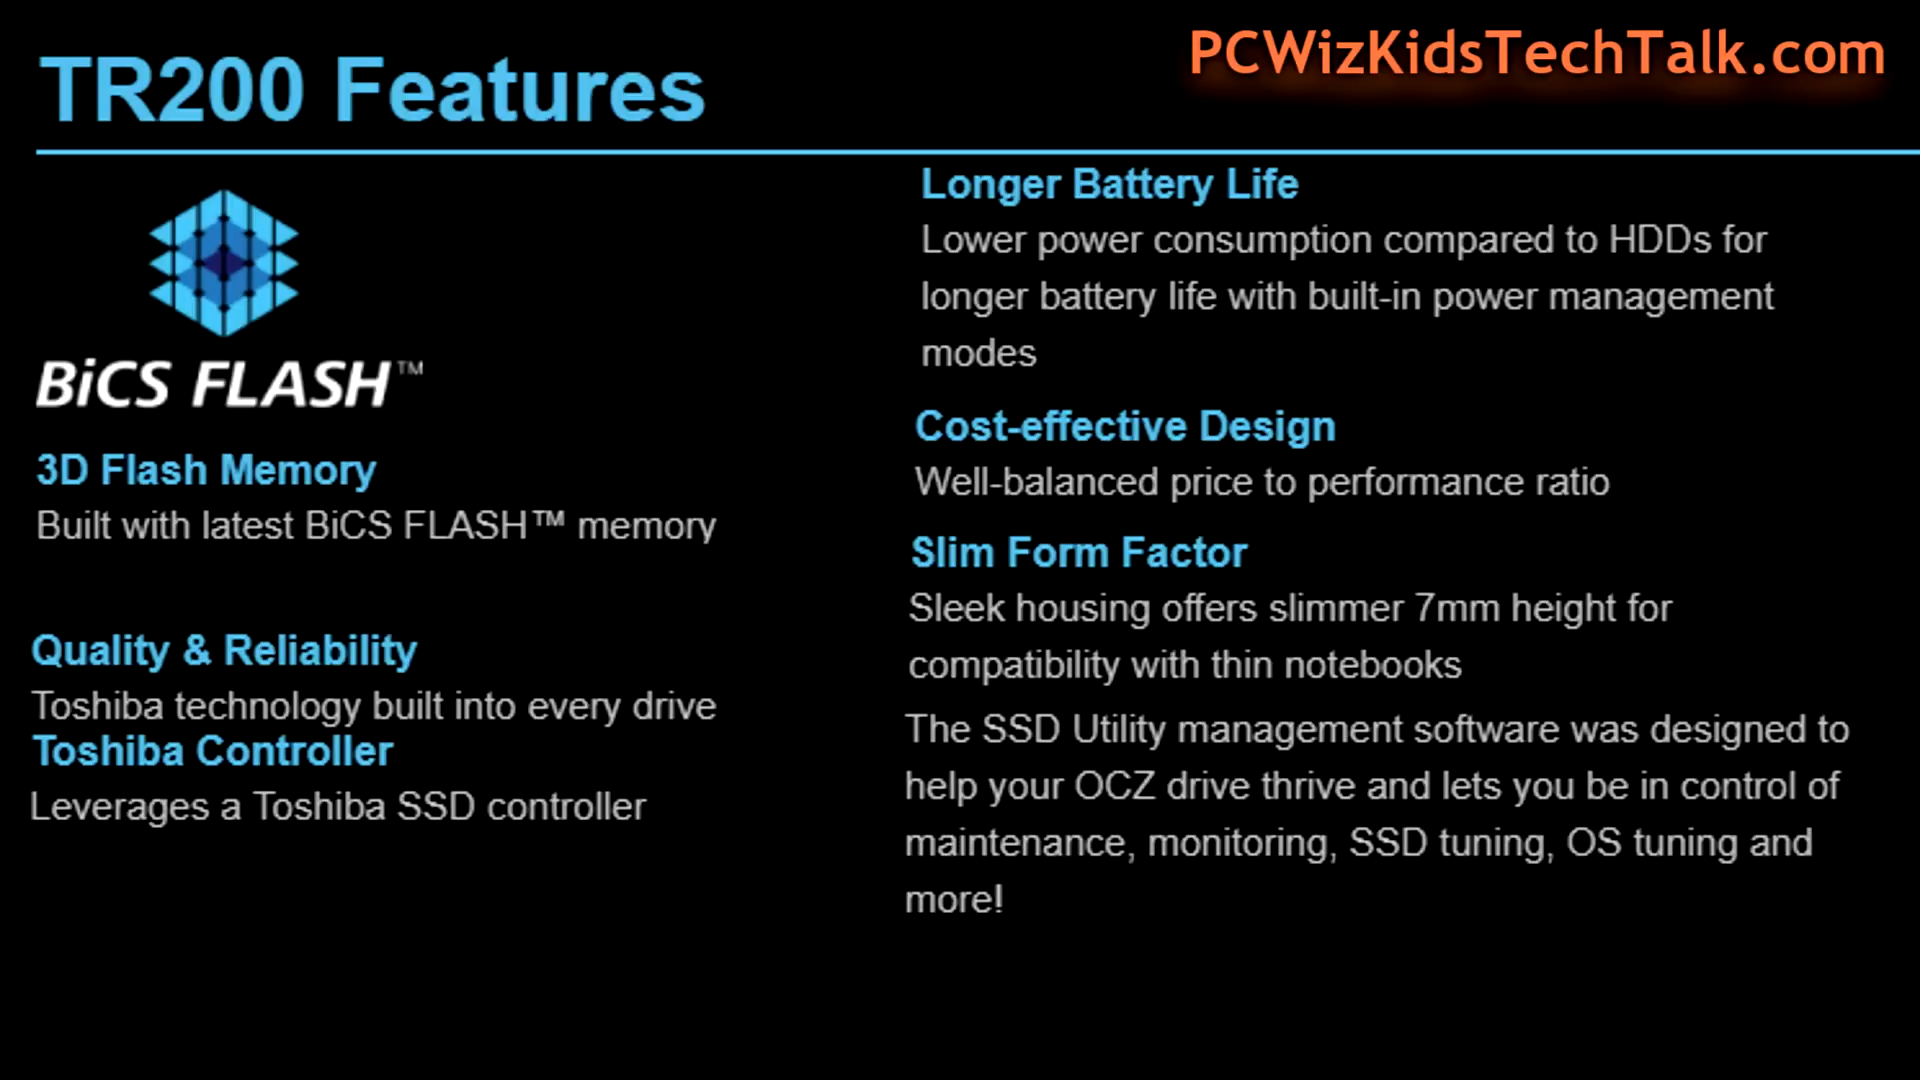 TR200 Features
PCWizKidsTechTalk.com
BiCS FLASH™
3D Flash Memory
Built with latest BiCS FLASH™ memory
Quality & Reliability
Toshiba technology built into every drive
Toshiba Controller
Leverages a Toshiba SSD controller
Longer Battery Life
Lower power consumption compared to HDDs for
longer battery life with built-in power management
modes
Cost-effective Design
Well-balanced price to performance ratio
Slim Form Factor
Sleek housing offers slimmer 7mm height for
compatibility with thin notebooks
The SSD Utility management software was designed to
help your OCZ drive thrive and lets you be in control of
maintenance, monitoring, SSD tuning, OS tuning and
more!